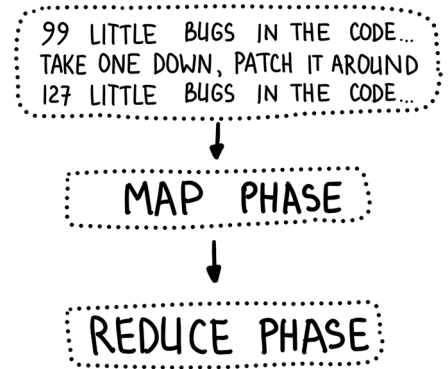 99 LITTLE BUGS IN THE CODE...
TAKE ONE DOWN, PATCH IT AROUND
127 LITTLE BUGS IN THE CODE...
MAP PHASE
REDUCE PHASE